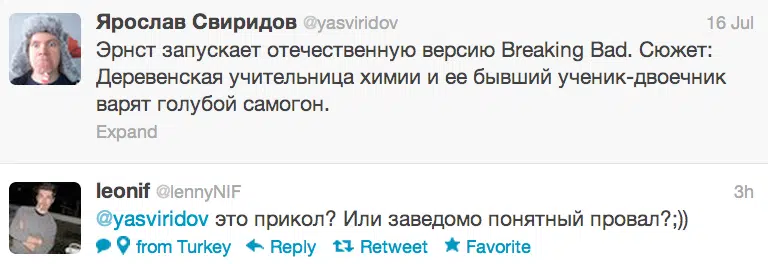 Ярослав Свиридов @yasviridov 16 Jul
Эрнст запускает отечественную версию Breaking Bad. Сюжет:
Деревенская учительница химии и ее бывший ученик-двоечник
варят голубой самогон.
Expand
leonif @lennyNIF 3h
@yasviridov это прикол? Или заведомо понятный провал?;))
from Turkey Reply Retweet Favorite